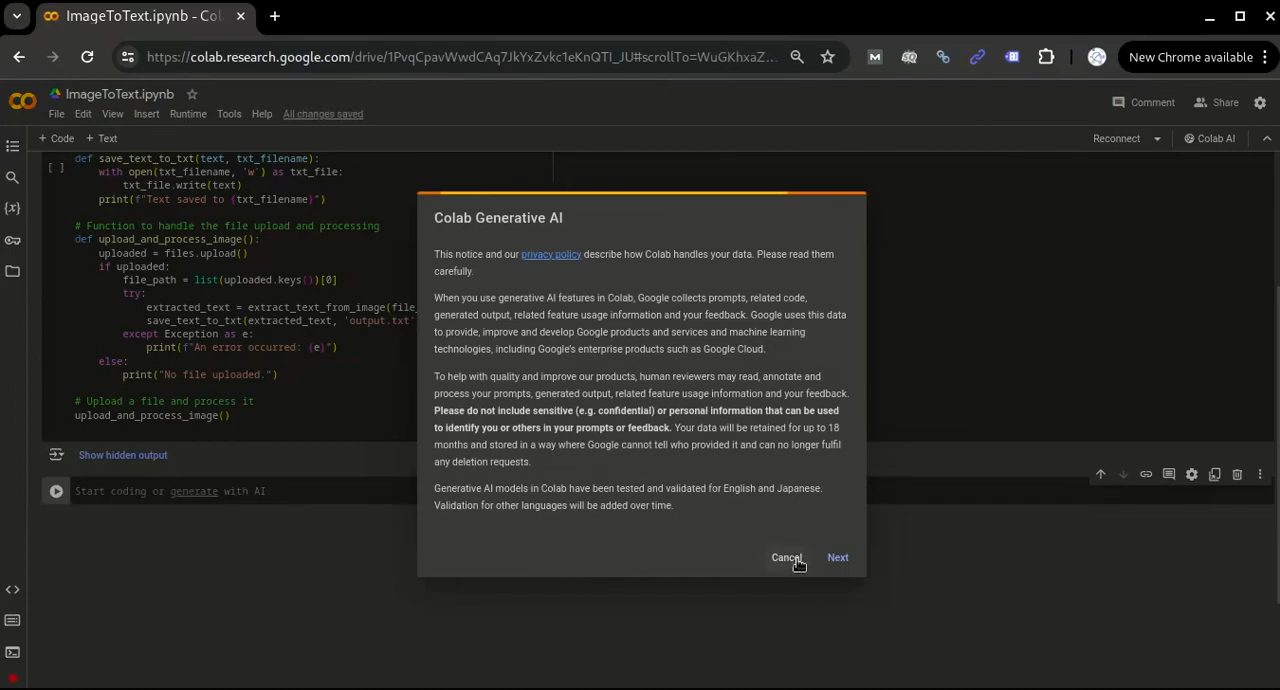 ImageToText.ipynb - Col
https://colab.research.google.com/drive/1PvqCpavWwdCAq7JkYxZvkc1eKnQTI_JU#scrollTo=WuGKhxaZ...
New Chrome available
ImageToText.ipynb
File Edit View Insert Runtime Tools Help All changes saved
Comment Share
+ Code + Text
Reconnect Colab AI
def save_text_to_txt(text, txt_filename):
[ ] with open(txt_filename, 'w') as txt_file:
txt_file.write(text)
print(f"Text saved to {txt_filename}")
# Function to handle the file upload and processing
def upload_and_process_image():
uploaded = files.upload()
if uploaded:
file_path = list(uploaded.keys())[0]
try:
extracted_text = extract_text_from_image(file_
save_text_to_txt(extracted_text, 'output.txt'
except Exception as e:
print(f"An error occurred: {e}")
else:
print("No file uploaded.")
# Upload a file and process it
upload_and_process_image()
Show hidden output
Start coding or generate with AI.
Colab Generative AI
This notice and our privacy policy describe how Colab handles your data. Please read them
carefully.
When you use generative AI features in Colab, Google collects prompts, related code,
generated output, related feature usage information and your feedback. Google uses this data
to provide, improve and develop Google products and services and machine learning
technologies, including Google's enterprise products such as Google Cloud.
To help with quality and improve our products, human reviewers may read, annotate and
process your prompts, generated output, related feature usage information and your feedback.
Please do not include sensitive (e.g. confidential) or personal information that can be used
to identify you or others in your prompts or feedback. Your data will be retained for up to 18
months and stored in a way where Google cannot tell who provided it and can no longer fulfil
any deletion requests.
Generative AI models in Colab have been tested and validated for English and Japanese.
Validation for other languages will be added over time.
Cancel Next